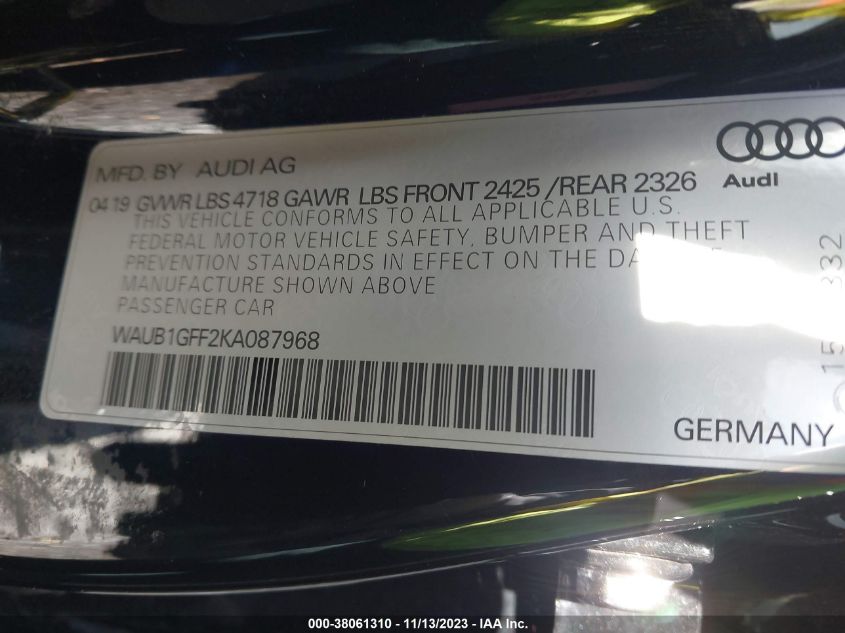 MFD. BY AUDI AG
Audi
04 19 GVWR LBS 4718 GAWR LBS FRONT 2425 /REAR 2326
THIS VEHICLE CONFORMS TO ALL APPLICABLE U.S.
FEDERAL MOTOR VEHICLE SAFETY, BUMPER AND THEFT
PREVENTION STANDARDS IN EFFECT ON THE
MANUFACTURE SHOWN ABOVE
PASSENGER CAR
WAUB1GFF2KA087968
GERMANY
000-38061310 - 11/13/2023 - IAA Inc.